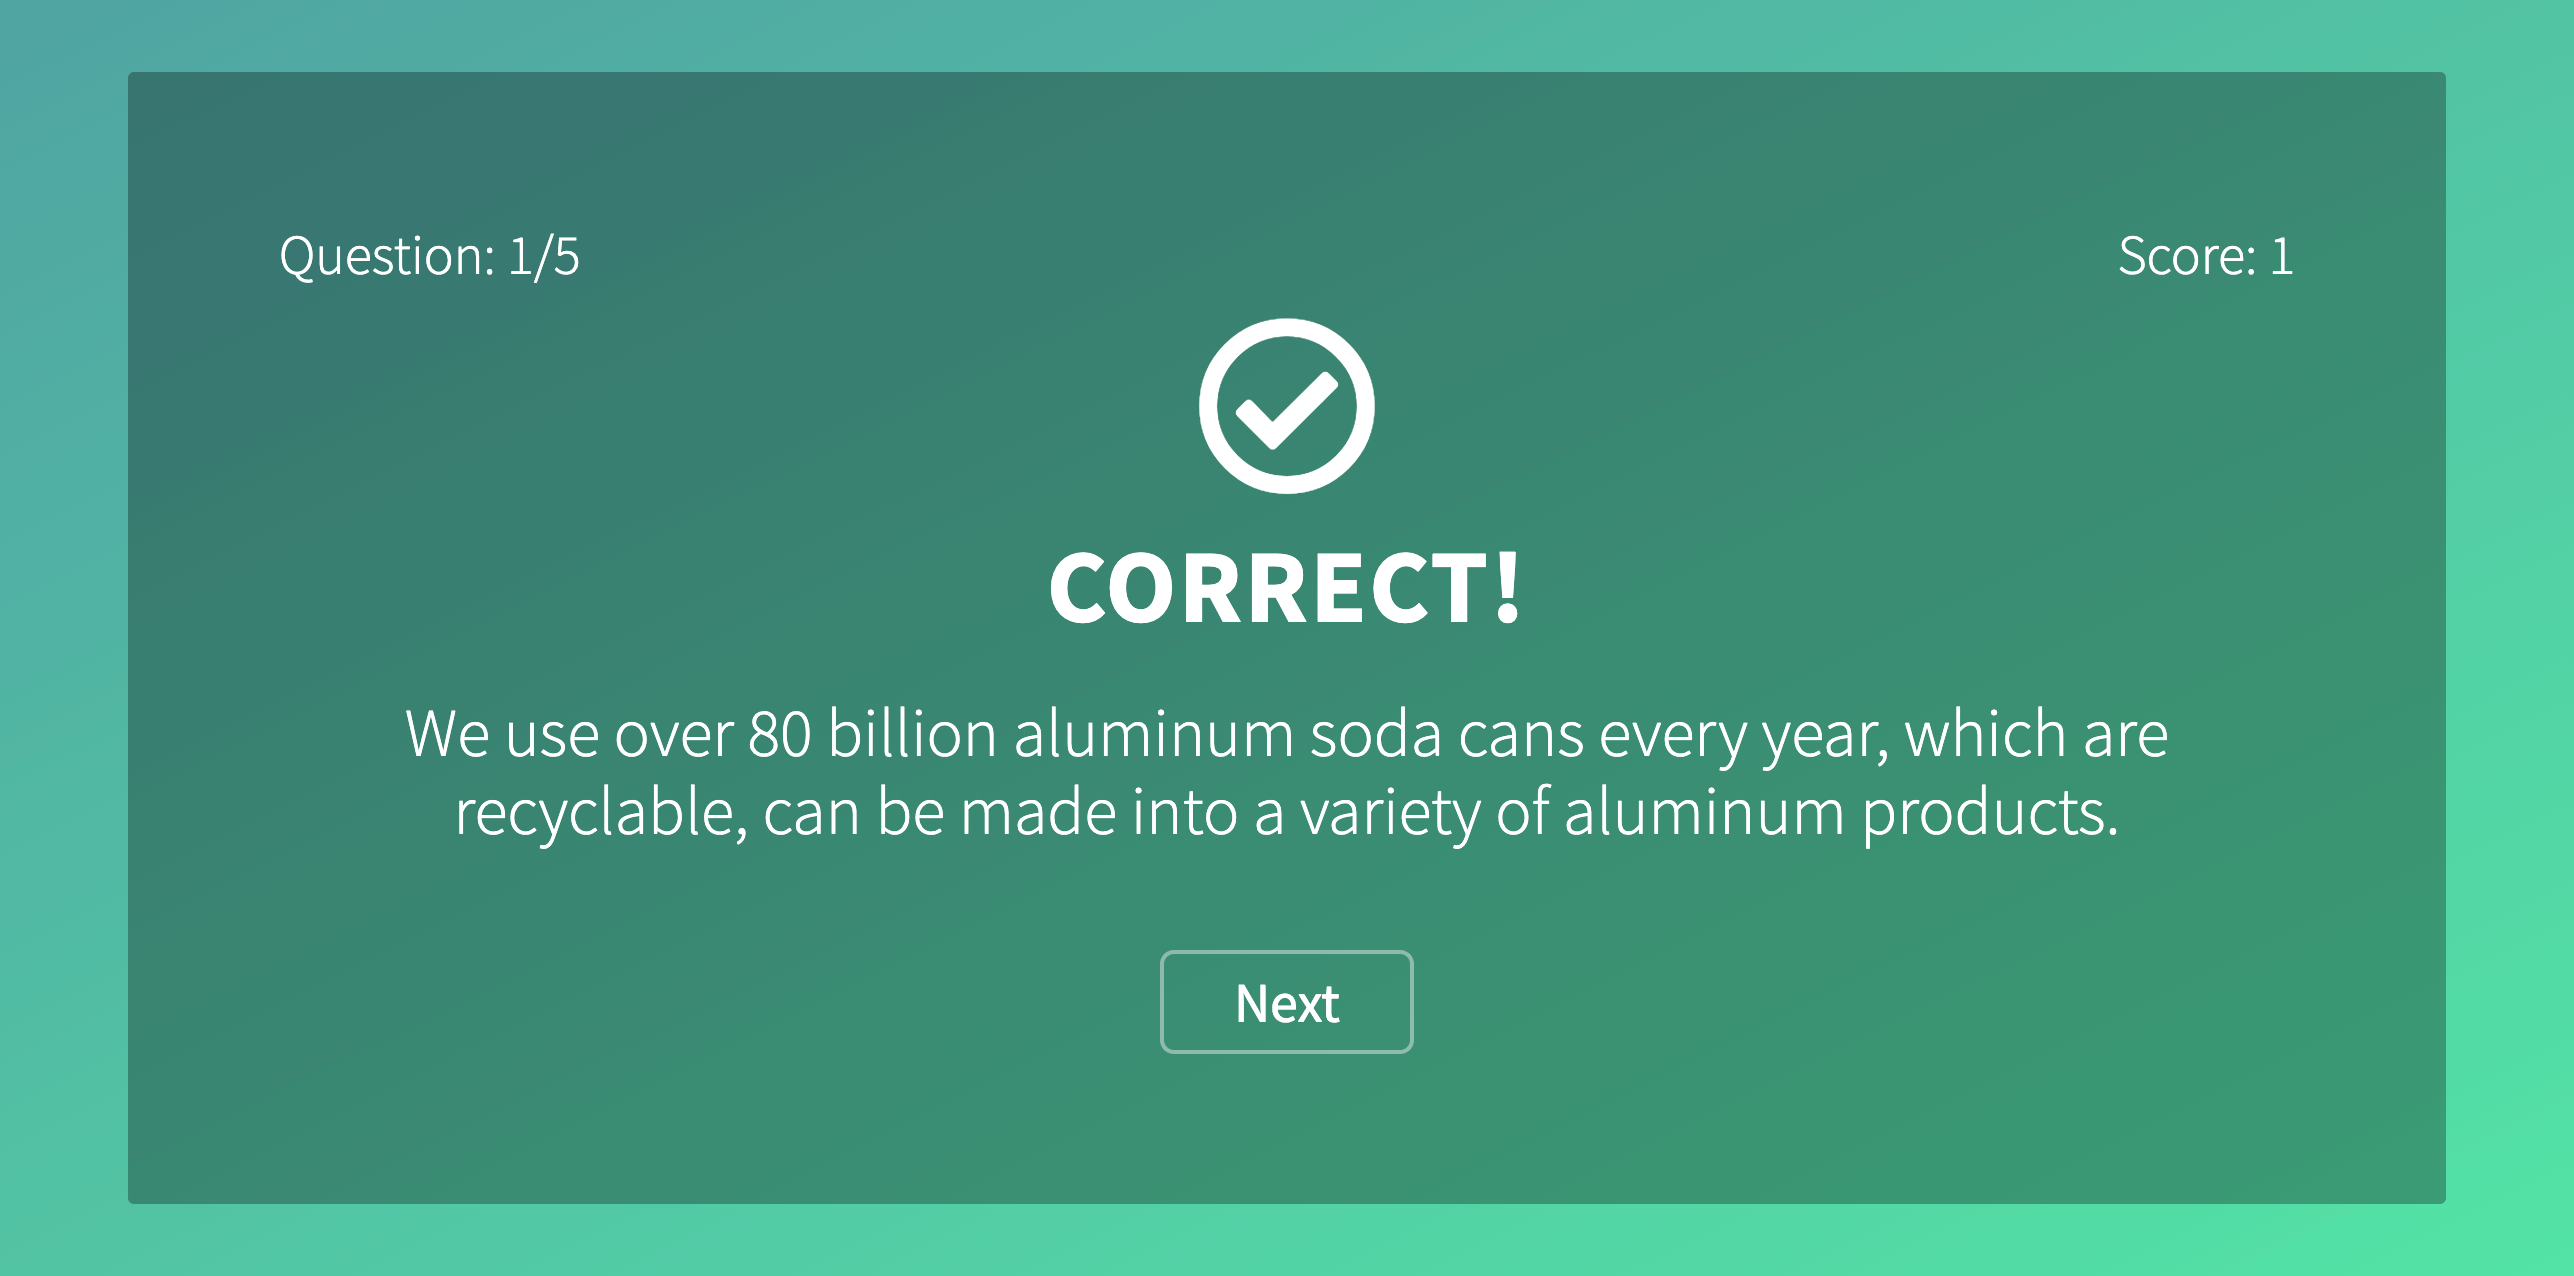 Question: 1/5
Score: 1
CORRECT!
We use over 80 billion aluminum soda cans every year, which are
recyclable, can be made into a variety of aluminum products.
Next